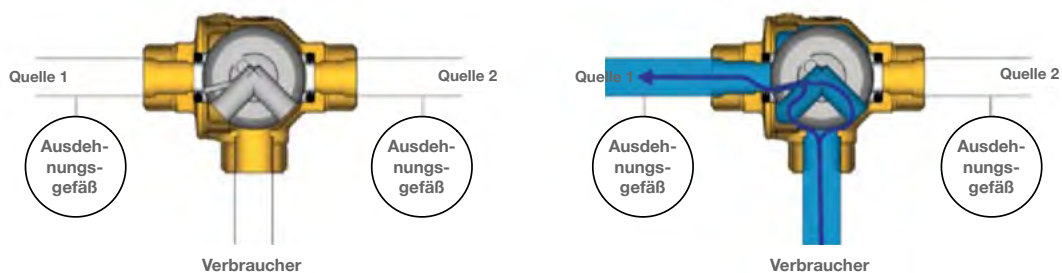 Quelle 1
Quelle 2
Ausdeh-
nungs-
gefäß
Ausdeh-
nungs-
gefäß
Verbraucher
Quelle 1
Quelle 2
Ausdeh-
nungs-
gefäß
Ausdeh-
nungs-
gefäß
Verbraucher